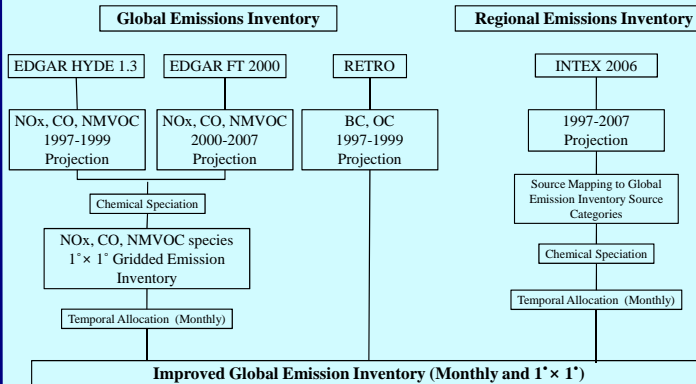 Global Emissions Inventory
Regional Emissions Inventory
EDGAR HYDE 1.3
EDGAR FT 2000
RETRO
INTEX 2006
NOx, CO, NMVOC
1997-1999
Projection
NOx, CO, NMVOC
2000-2007
Projection
BC, OC
1997-1999
Projection
1997-2007
Projection
Chemical Speciation
Source Mapping to Global
Emission Inventory Source
Categories
NOx, CO, NMVOC species
1˚× 1˚ Gridded Emission
Inventory
Chemical Speciation
Temporal Allocation (Monthly)
Temporal Allocation (Monthly)
Improved Global Emission Inventory (Monthly and 1˚× 1˚)